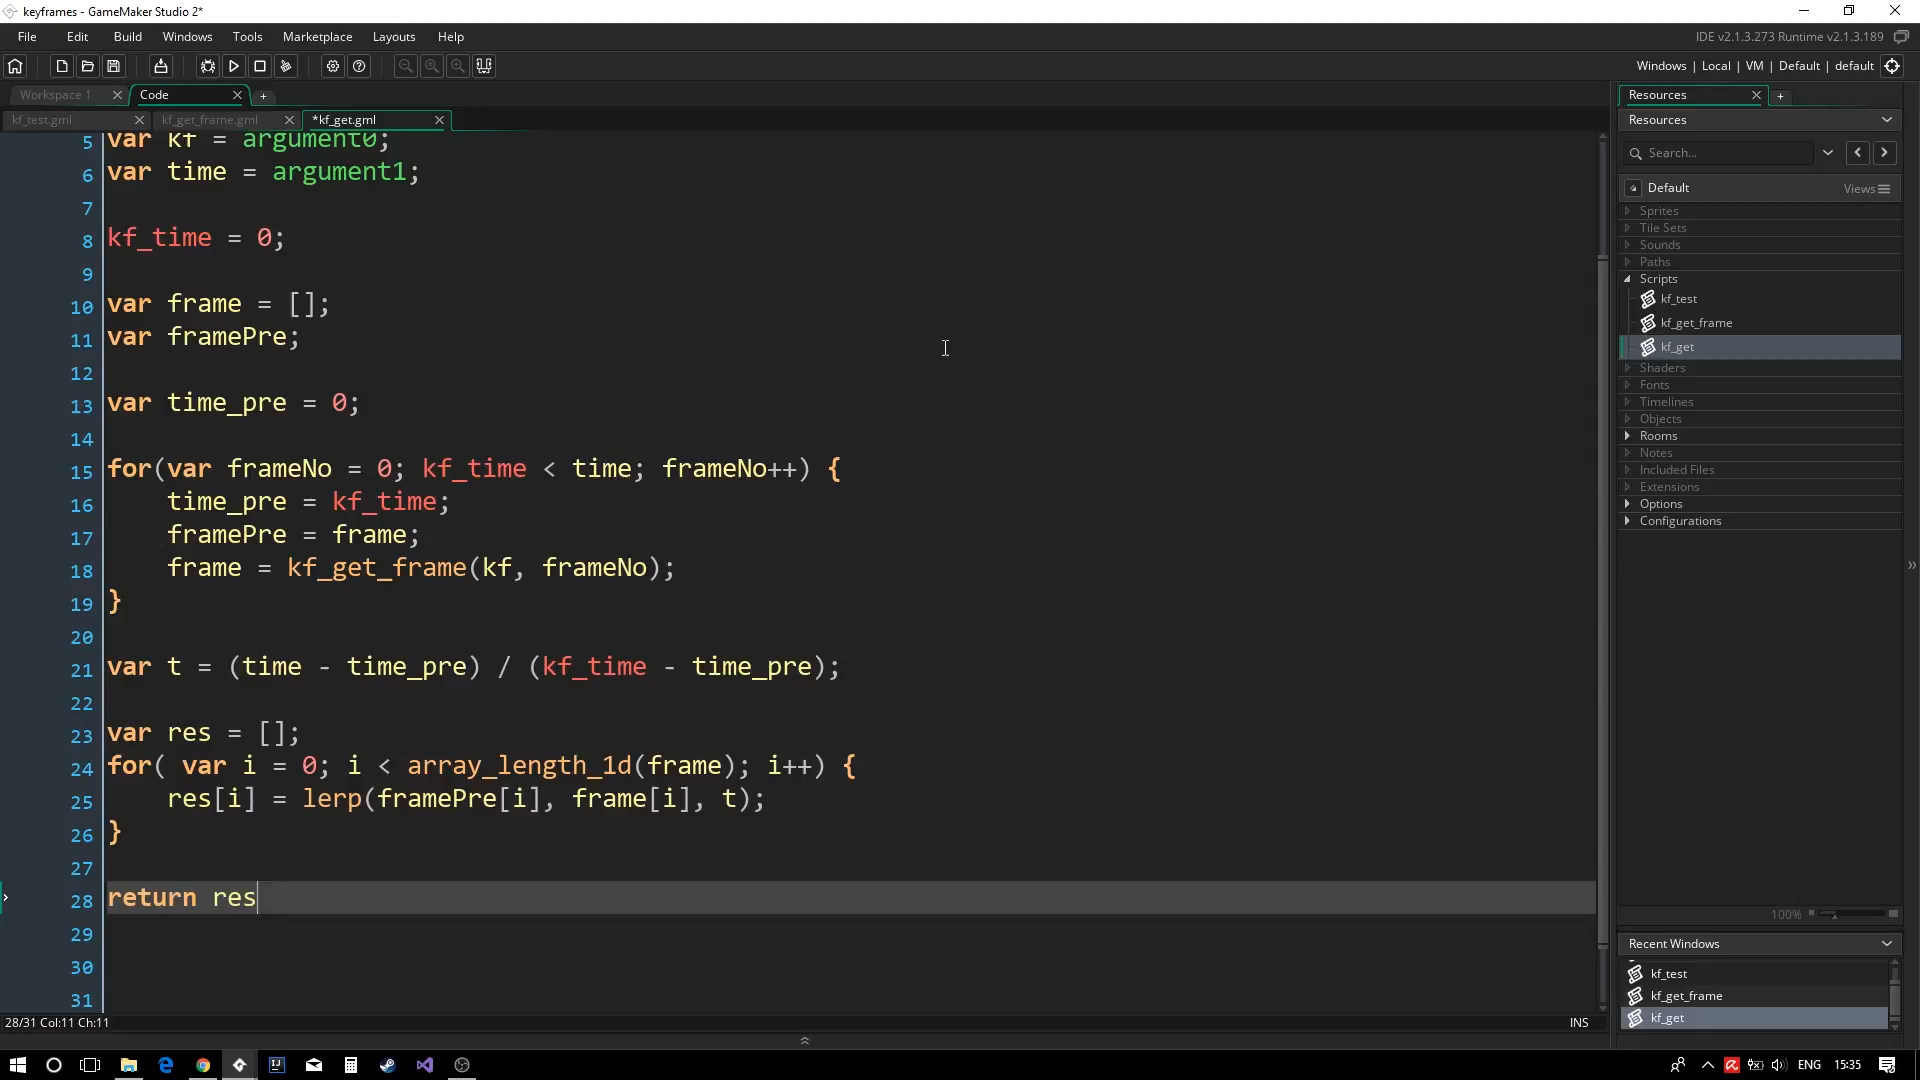 keyframes - GameMaker Studio 2*
File Edit Build Windows Tools Marketplace Layouts Help
IDE v2.1.3.273 Runtime v2.1.3.189
Windows | Local | VM | Default | default
Workspace 1
Code
kf_test.gml
kf_get_frame.gml
*kf_get.gml
5 var kf = argument0;
6 var time = argument1;
7
8 kf_time = 0;
9
10 var frame = [];
11 var framePre;
12
13 var time_pre = 0;
14
15 for(var frameNo = 0; kf_time < time; frameNo++) {
16 time_pre = kf_time;
17 framePre = frame;
18 frame = kf_get_frame(kf, frameNo);
19 }
20
21 var t = (time - time_pre) / (kf_time - time_pre);
22
23 var res = [];
24 for( var i = 0; i < array_length_1d(frame); i++) {
25 res[i] = lerp(framePre[i], frame[i], t);
26 }
27
28 return res
29
30
31
28/31 Col:11 Ch:11
INS
Resources
Resources
Search...
Default
Views
Sprites
Tile Sets
Sounds
Paths
Scripts
kf_test
kf_get_frame
kf_get
Shaders
Fonts
Timelines
Objects
Rooms
Notes
Included Files
Extensions
Options
Configurations
100%
Recent Windows
kf_test
kf_get_frame
kf_get
ENG 15:35